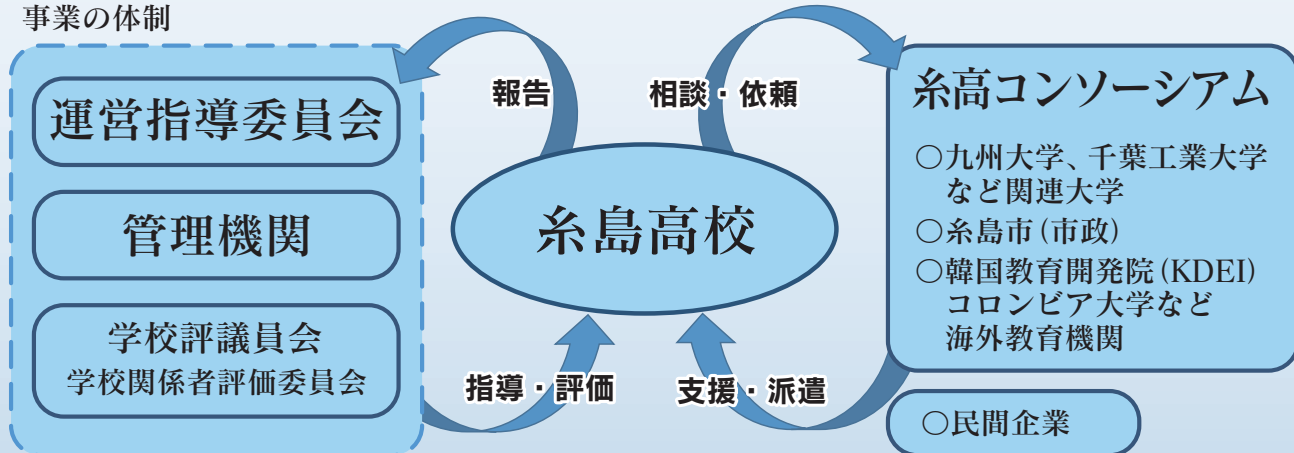 事業の体制
運営指導委員会
管理機関
学校評議員会
学校関係者評価委員会
報告
相談・依頼
糸島高校
指導・評価
支援・派遣
糸高コンソーシアム
○九州大学、千葉工業大学
など関連大学
○糸島市(市政)
○韓国教育開発院(KDEI)
コロンビア大学など
海外教育機関
○民間企業